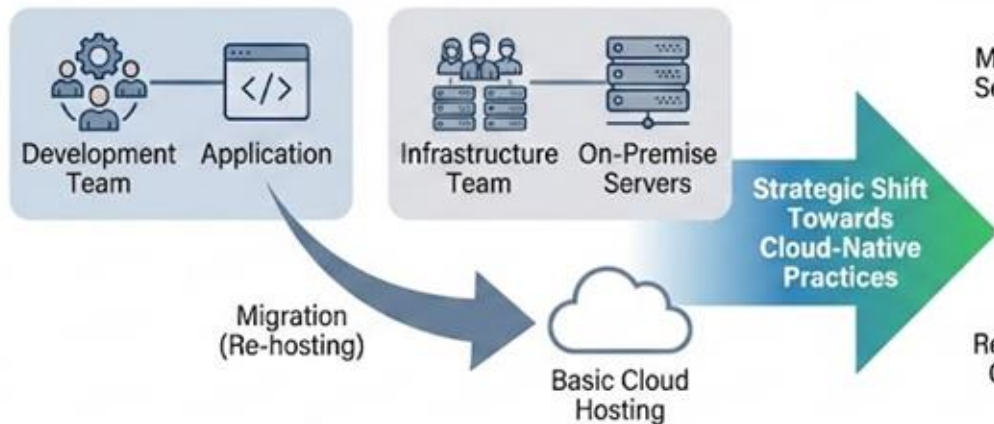 Development
Team
Application
</>
Infrastructure
Team
On-Premise
Servers
Strategic Shift
Towards
Cloud-Native
Practices
Migration
(Re-hosting)
Basic Cloud
Hosting